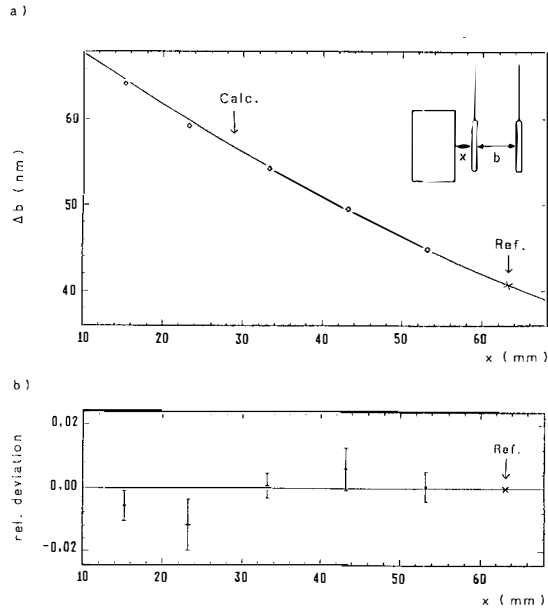 a)
Δb (nm)
60
50
40
10 20 30 40 50 60
x (mm)
Calc.
Ref.
x b
b)
rel. deviation
0.02
0.00
-0.02
Ref.
10 20 30 40 50 60
x (mm)